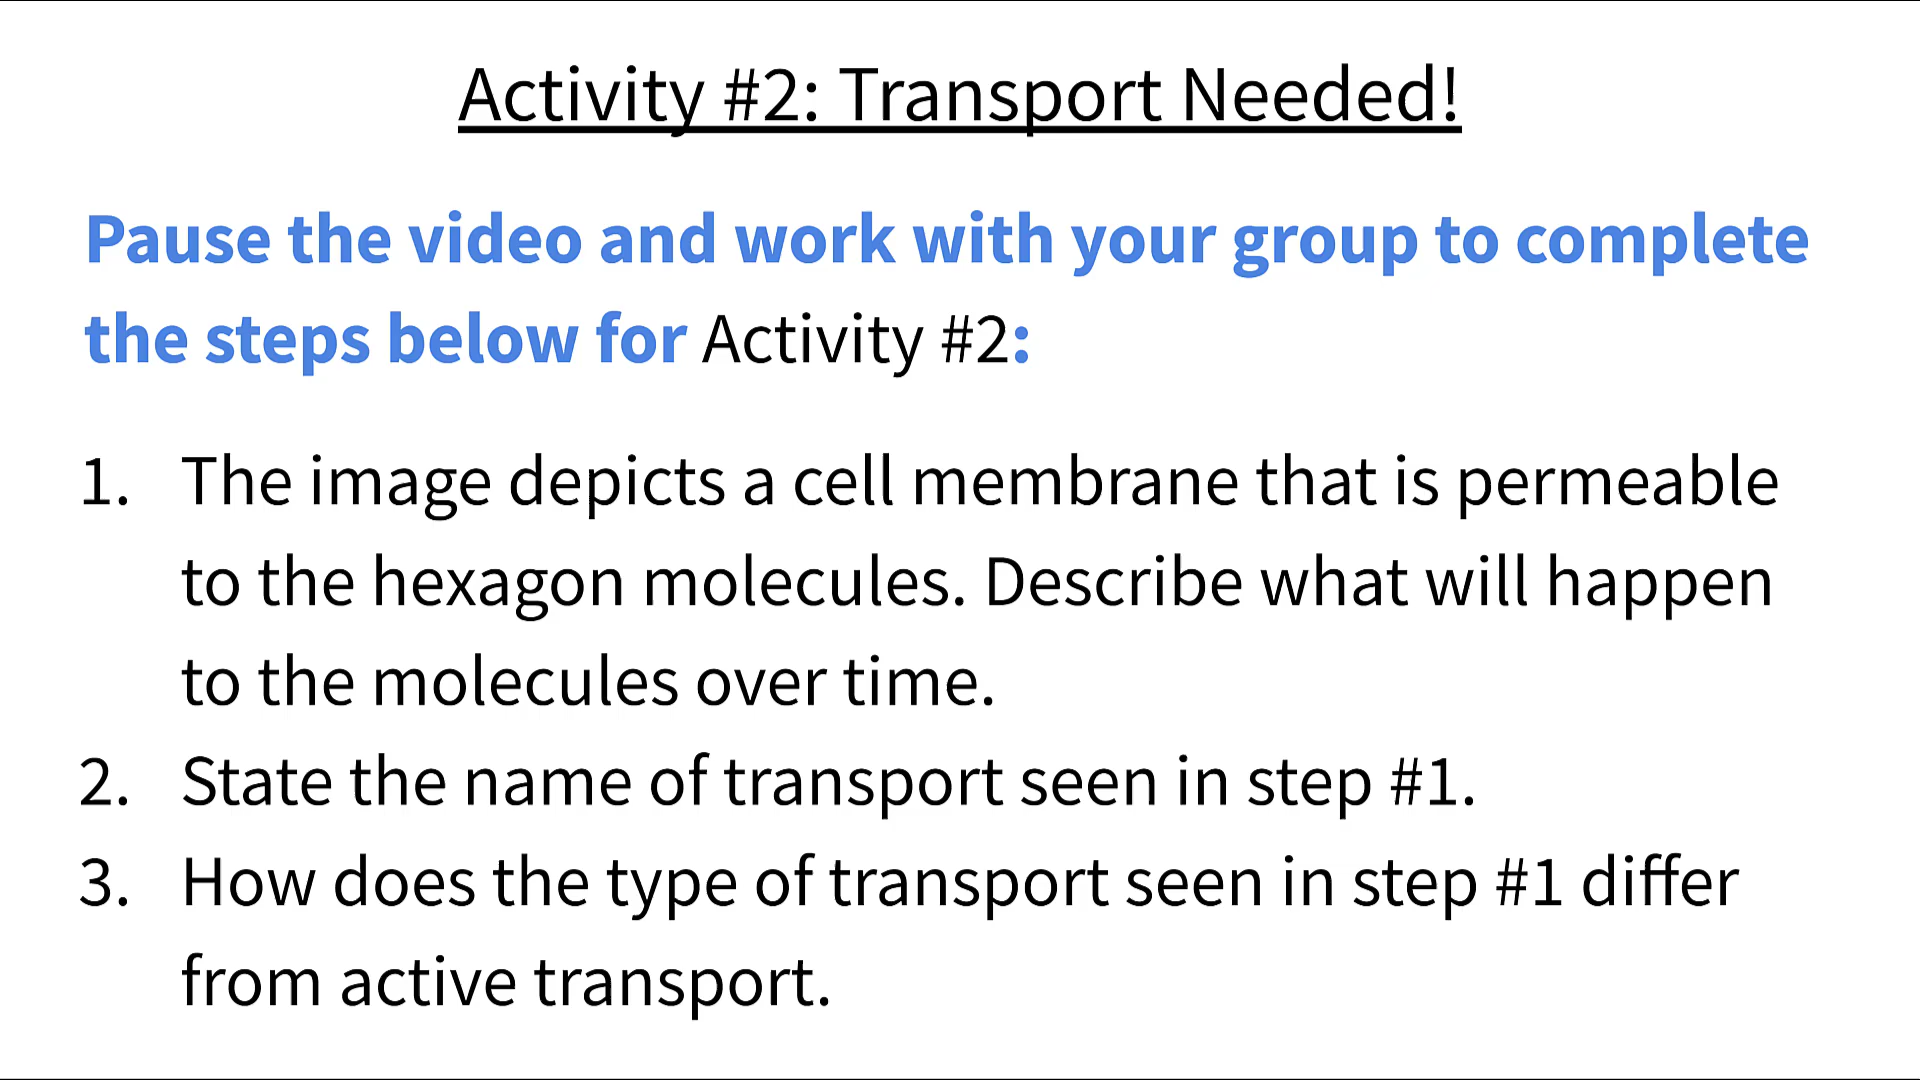 Activity #2: Transport Needed!
Pause the video and work with your group to complete
the steps below for Activity #2:
1. The image depicts a cell membrane that is permeable
to the hexagon molecules. Describe what will happen
to the molecules over time.
2. State the name of transport seen in step #1.
3. How does the type of transport seen in step #1 differ
from active transport.